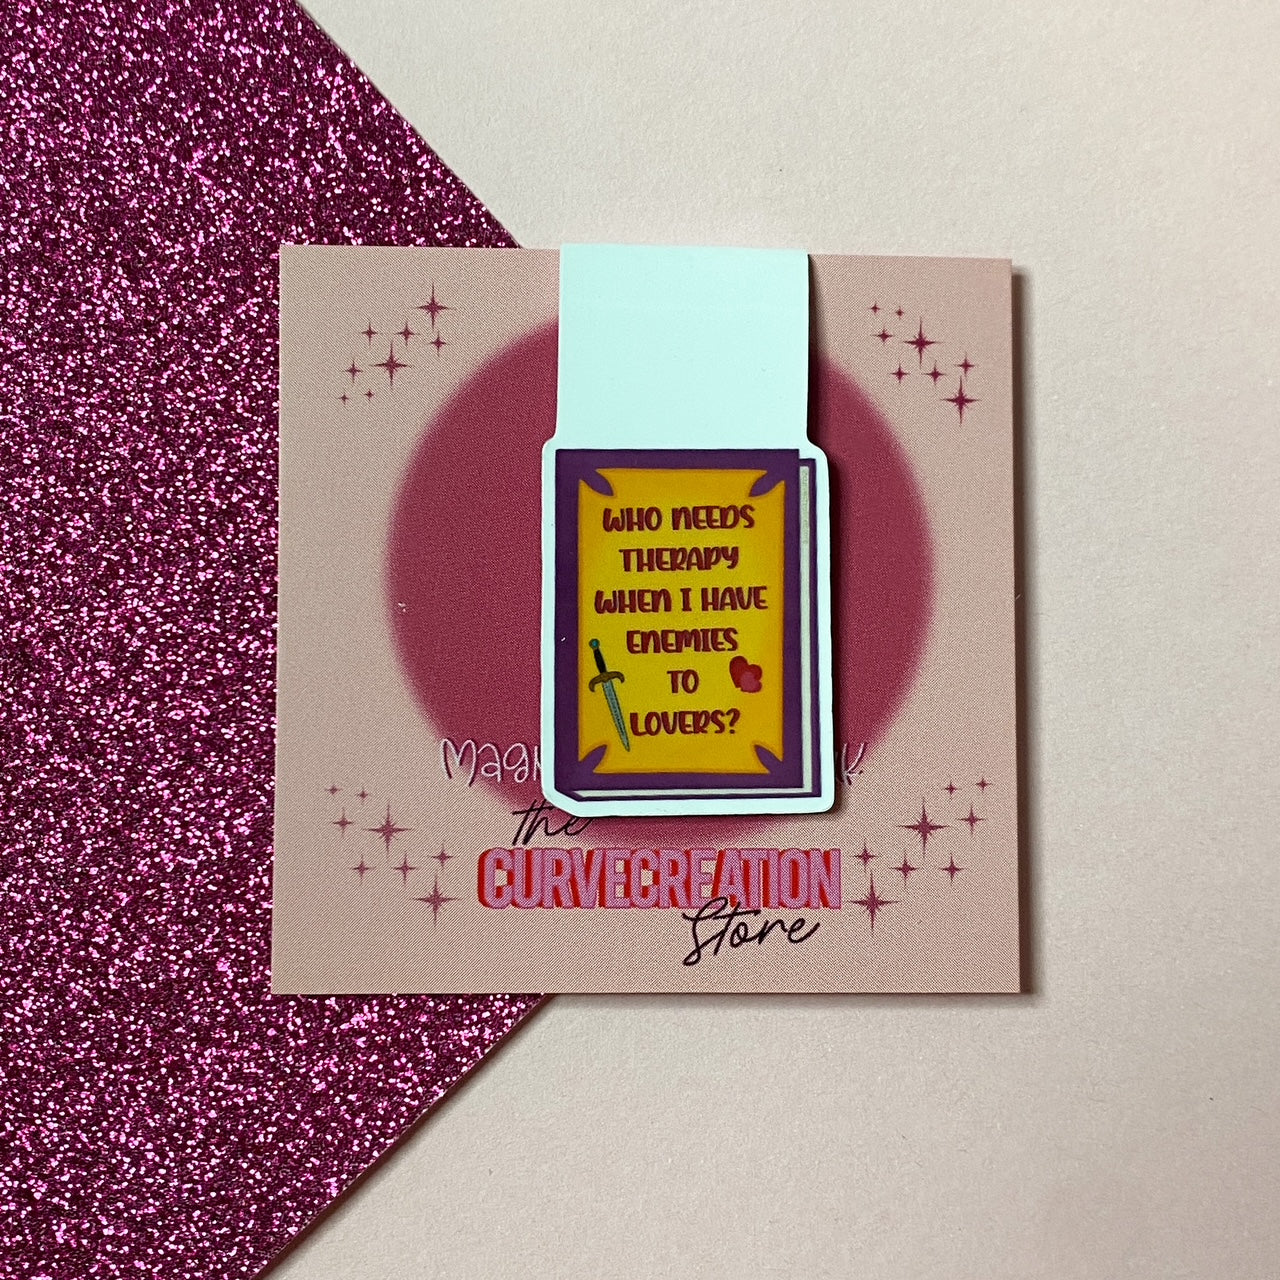 WHO NEEDS
THERAPY
WHEN I HAVE
ENEMIES
TO
LOVERS?
the
CURVECREATION
Store